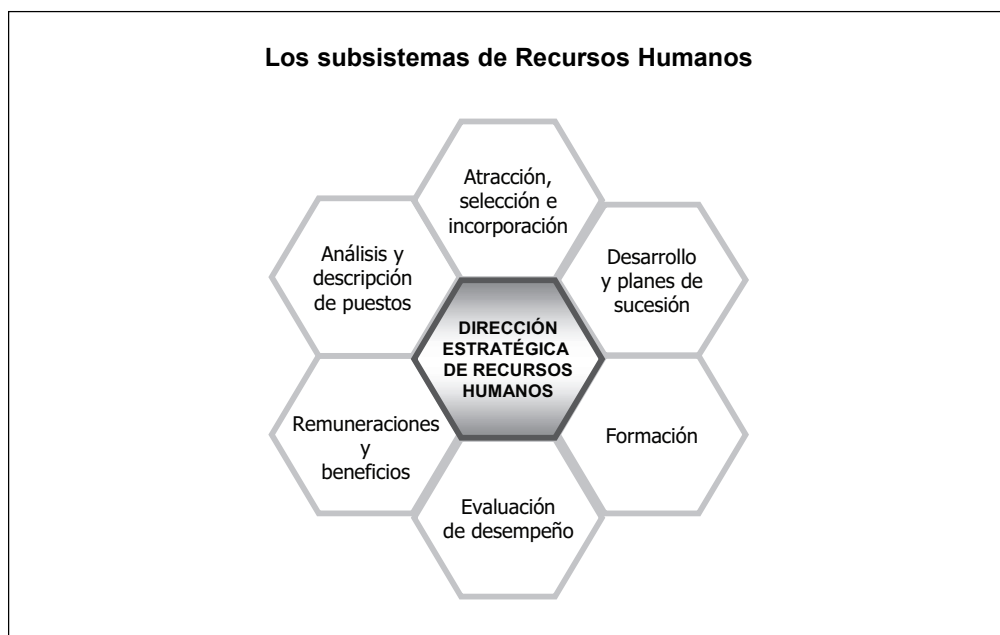 Los subsistemas de Recursos Humanos
Atracción,
selección e
incorporación
Análisis y
descripción
de puestos
Desarrollo
y planes de
sucesión
DIRECCIÓN
ESTRATÉGICA
DE RECURSOS
HUMANOS
Remuneraciones
y
beneficios
Formación
Evaluación
de desempeño